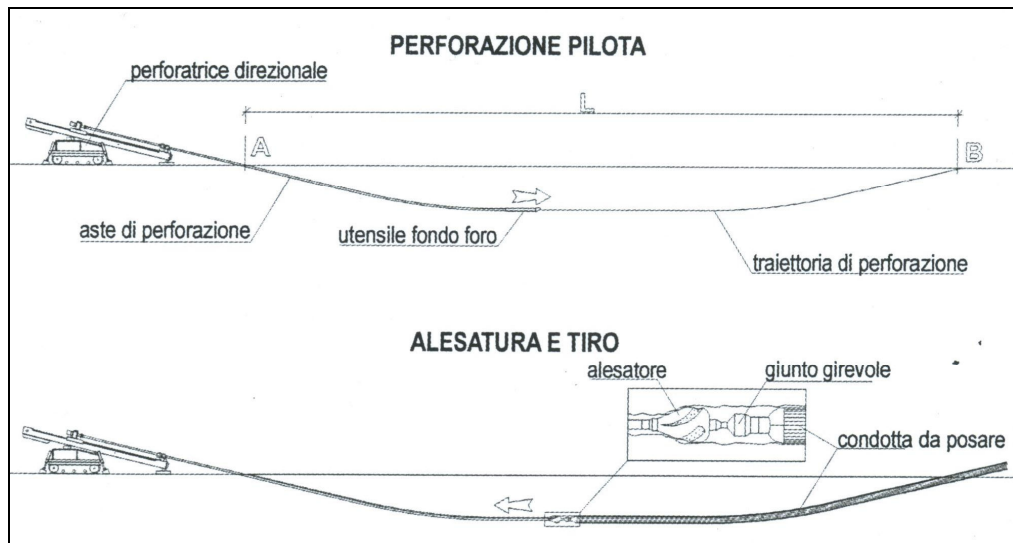 PERFORAZIONE PILOTA
perforatrice direzionale
L
A
B
aste di perforazione
utensile fondo foro
traiettoria di perforazione
ALESATURA E TIRO
alesatore
giunto girevole
condotta da posare